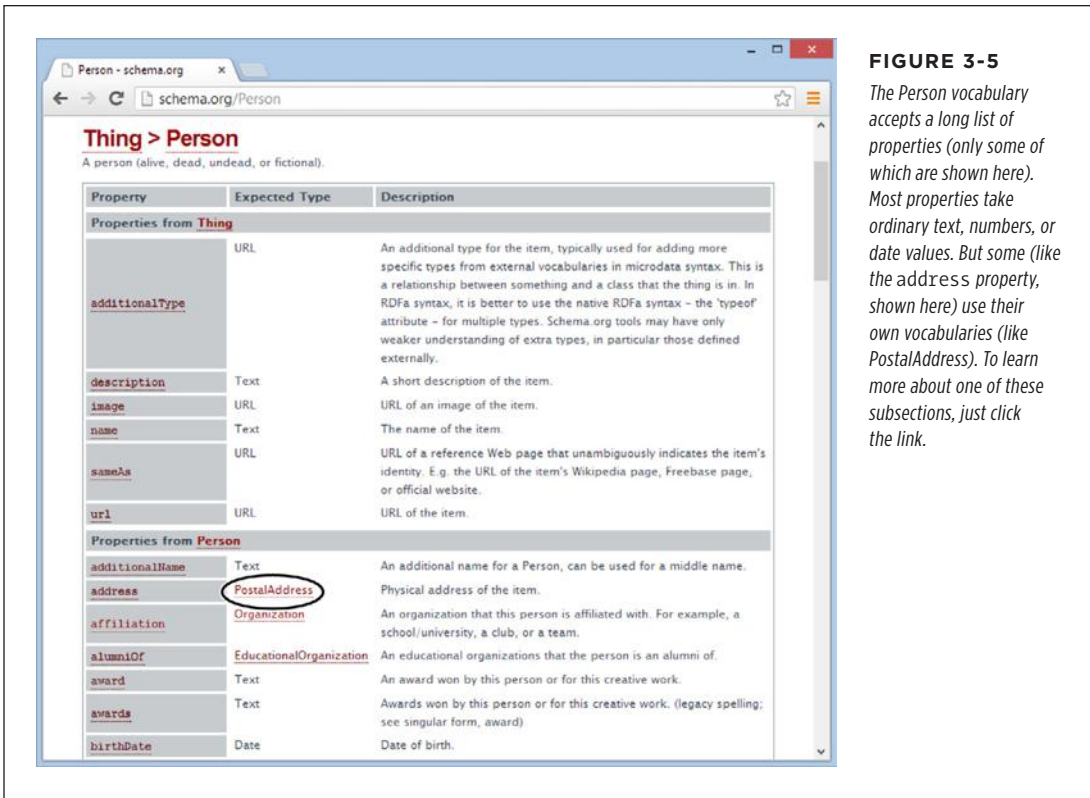 Person - schema.org
schema.org/Person
Thing > Person
A person (alive, dead, undead, or fictional).
Property Expected Type Description
Properties from Thing
additionalType URL An additional type for the item, typically used for adding more
specific types from external vocabularies in microdata syntax. This is
a relationship between something and a class that the thing is in. In
RDFa syntax, it is better to use the native RDFa syntax – the 'typeof'
attribute – for multiple types. Schema.org tools may have only
weaker understanding of extra types, in particular those defined
externally.
description Text A short description of the item.
image URL URL of an image of the item.
name Text The name of the item.
sameAs URL URL of a reference Web page that unambiguously indicates the item's
identity. E.g. the URL of the item's Wikipedia page, Freebase page,
or official website.
url URL URL of the item.
Properties from Person
additionalName Text An additional name for a Person, can be used for a middle name.
address PostalAddress Physical address of the item.
affiliation Organization An organization that this person is affiliated with. For example, a
school/university, a club, or a team.
alumniOf EducationalOrganization An educational organizations that the person is an alumni of.
award Text An award won by this person or for this creative work.
awards Text Awards won by this person or for this creative work. (legacy spelling;
see singular form, award)
birthDate Date Date of birth.
FIGURE 3-5
The Person vocabulary
accepts a long list of
properties (only some of
which are shown here).
Most properties take
ordinary text, numbers, or
date values. But some (like
the address property,
shown here) use their
own vocabularies (like
PostalAddress). To learn
more about one of these
subsections, just click
the link.